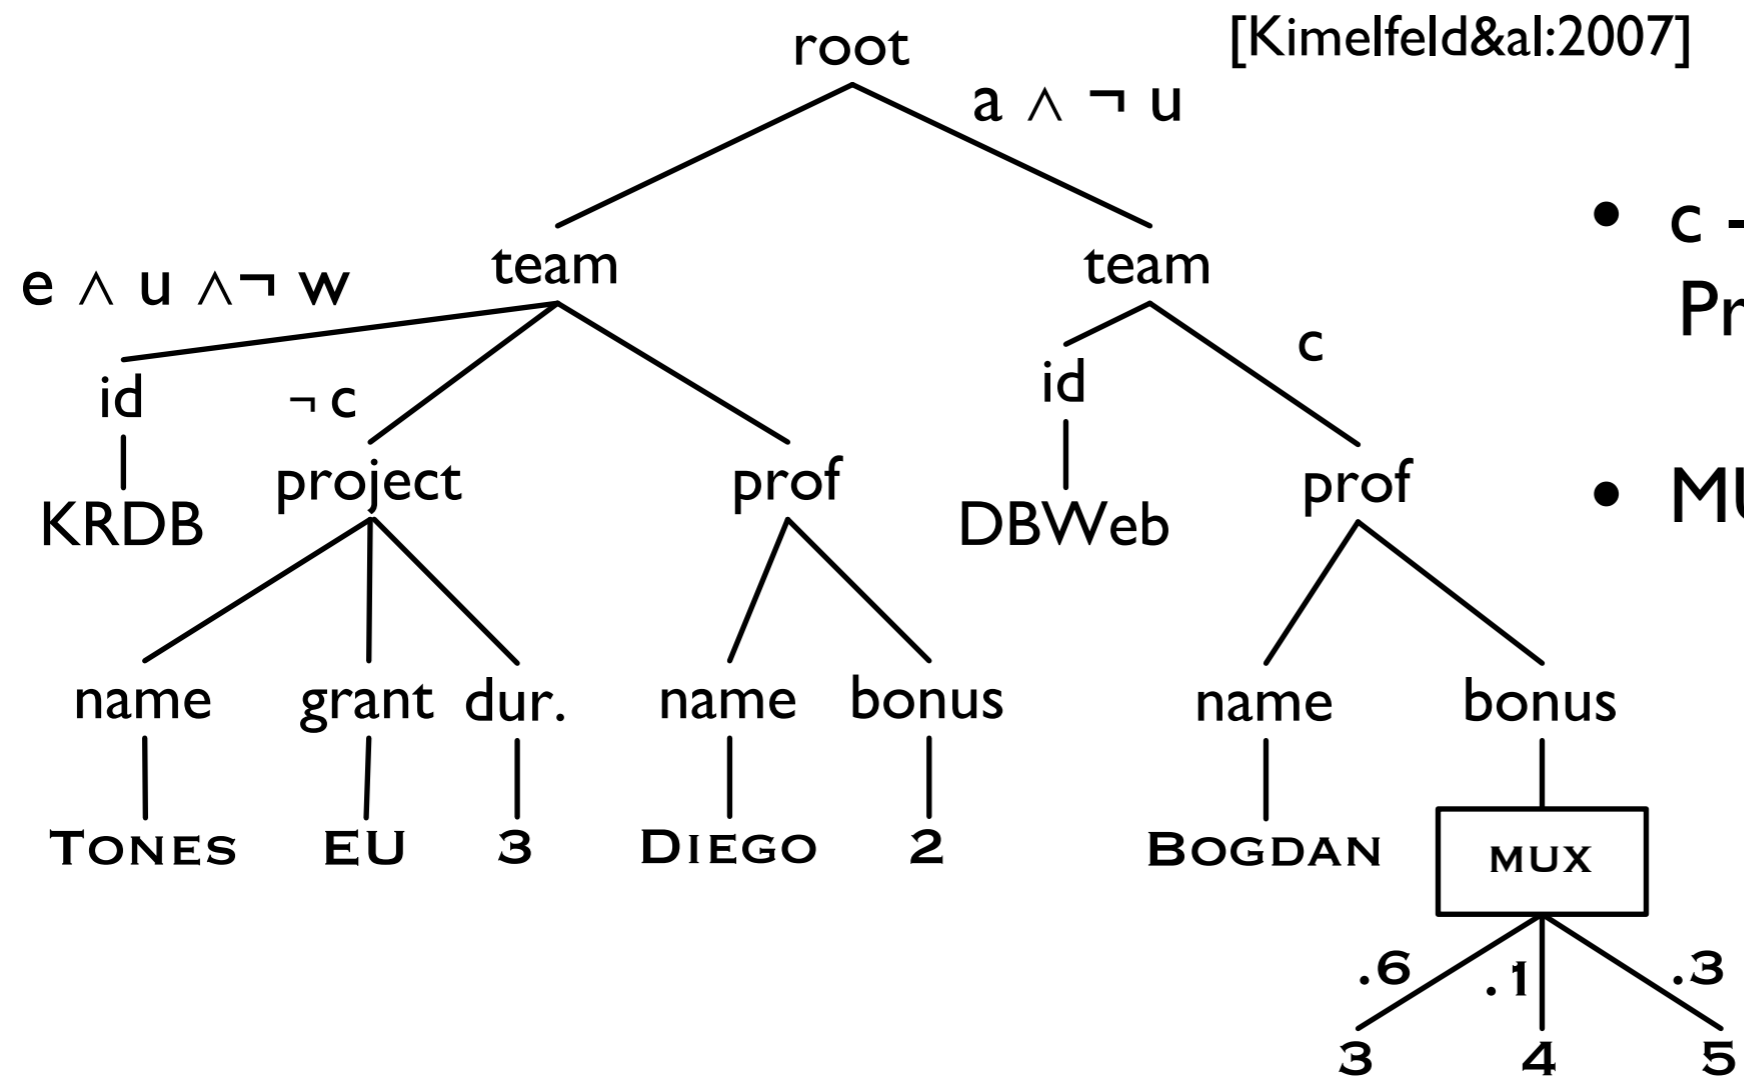 root
[Kimelfeld&al:2007]
a ∧ ¬ u
• c -
team
team
e ∧ u ∧¬ w
c
id
¬ c
id
project
prof
prof
KRDB
DBWeb
name
grant
dur.
name
bonus
name
bonus
TONES
EU
3
DIEGO
2
BOGDAN
MUX
.6
.1
.3
3
4
5